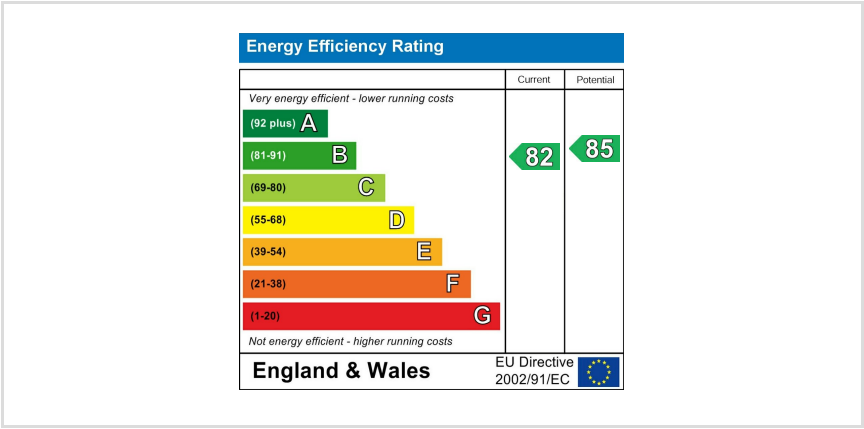 Energy Efficiency Rating
Current Potential
Very energy efficient - lower running costs
(92 plus) A
(81-91) B
82 85
(69-80) C
(55-68) D
(39-54) E
(21-38) F
(1-20) G
Not energy efficient - higher running costs
England & Wales
EU Directive
2002/91/EC